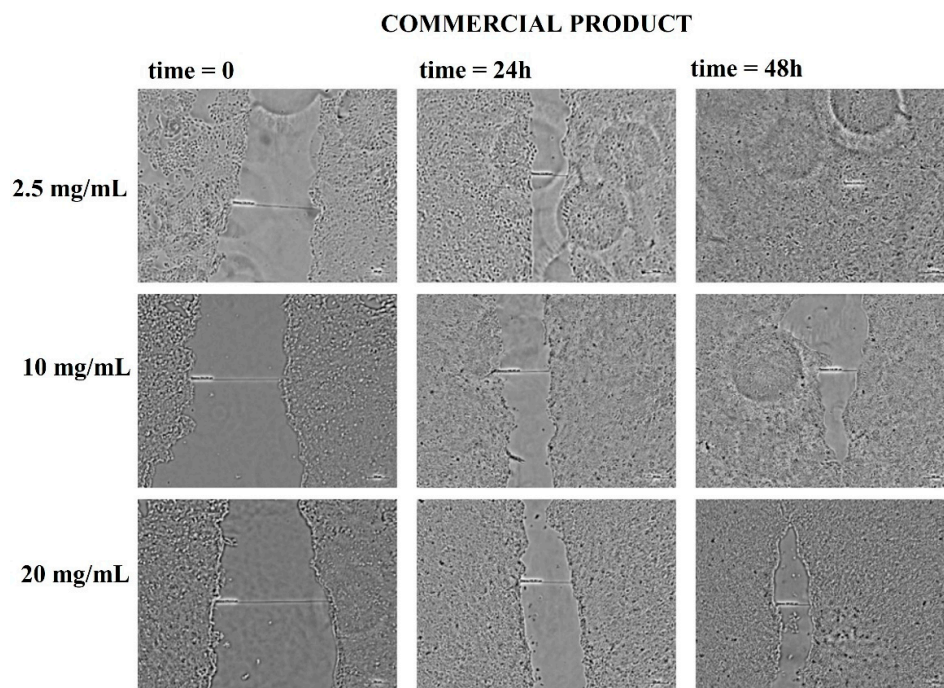 COMMERCIAL PRODUCT
time = 0
time = 24h
time = 48h
2.5 mg/mL
10 mg/mL
20 mg/mL